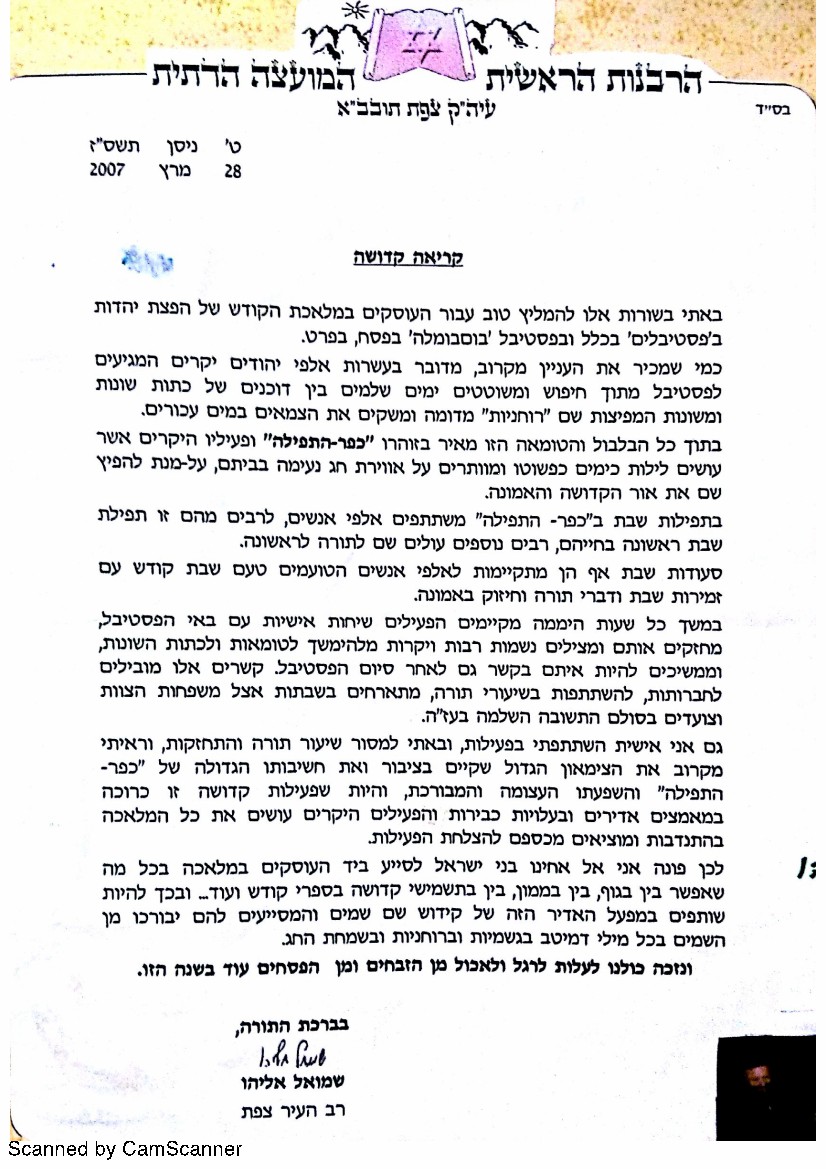 הרבנות הראשית המועצה הדתית
עיה"ק צפת תובב"א
בס"ד
ט' ניסן תשס"ז
28 מרץ 2007
קריאה קדושה
באתי בשורות אלו להמליץ טוב עבור העוסקים במלאכת הקודש של הפצת יהדות
ב'פסטיבלים' בכלל ובפסטיבל 'בוםבומלה' בפסח, בפרט.
כמי שמכיר את העניין מקרוב, מדובר בעשרות אלפי יהודים יקרים המגיעים
לפסטיבל מתוך חיפוש ומשוטטים ימים שלמים בין דוכנים של כתות שונות
ומשונות המפיצות שם "רוחניות" מדומה ומשקים את הצמאים במים עכורים.
בתוך כל הבלבול והטומאה הזו מאיר בזוהרו "כפר-התפילה" ופעיליו היקרים אשר
עושים לילות כימים כפשוטו ומוותרים על אווירת חג נעימה בביתם, על-מנת להפיץ
שם את אור הקדושה והאמונה.
בתפילות שבת ב"כפר- התפילה" משתתפים אלפי אנשים, לרבים מהם זו תפילת
שבת ראשונה בחייהם, רבים נוספים עולים שם לתורה לראשונה.
סעודות שבת אף הן מתקיימות לאלפי אנשים הטועמים טעם שבת קודש עם
זמירות שבת ודברי תורה וחיזוק באמונה.
במשך כל שעות היממה מקיימים הפעילים שיחות אישיות עם באי הפסטיבל,
מחזקים אותם ומצילים נשמות רבות ויקרות מלהימשך לטומאות ולכתות השונות,
וממשיכים להיות איתם בקשר גם לאחר סיום הפסטיבל. קשרים אלו מובילים
לחברותות, להשתתפות בשיעורי תורה, מתארחים בשבתות אצל משפחות הצוות
וצועדים בסולם התשובה השלמה בעז"ה.
גם אני אישית השתתפתי בפעילות, ובאתי למסור שיעור תורה והתחזקות, וראיתי
מקרוב את הצימאון הגדול שקיים בציבור ואת חשיבותו הגדולה של "כפר-
התפילה" והשפעתו העצומה והמבורכת, והיות שפעילות קדושה זו כרוכה
במאמצים אדירים ובעלויות כבירות והפעילים היקרים עושים את כל המלאכה
בהתנדבות ומוציאים מכספם להצלחת הפעילות.
לכן פונה אני אל אחינו בני ישראל לסייע ביד העוסקים במלאכה בכל מה
שאפשר בין בגוף, בין בממון, בין בתשמישי קדושה בספרי קודש ועוד... ובכך להיות
שותפים במפעל האדיר הזה של קידוש שם שמים והמסייעים להם יבורכו מן
השמים בכל מילי דמיטב בגשמיות וברוחניות ובשמחת החג.
ונזכה כולנו לעלות לרגל ולאכול מן הזבחים ומן הפסחים עוד בשנה הזו.
בברכת התורה,
שמואל אליהו
רב העיר צפת
Scanned by CamScanner